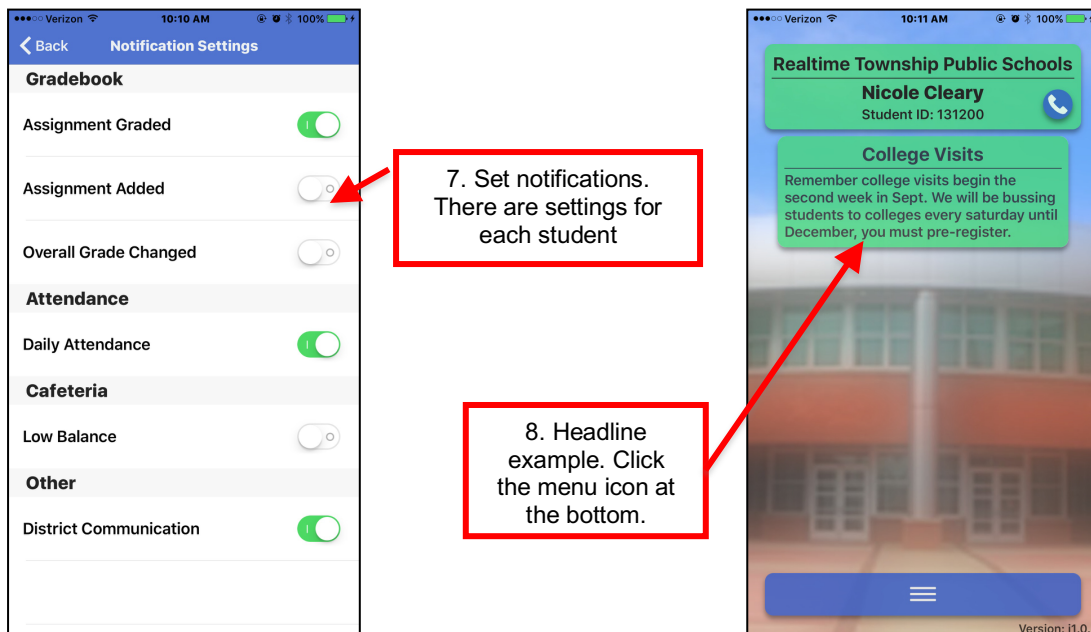 Verizon 10:10 AM 100%
Back Notification Settings
Gradebook
Assignment Graded
Assignment Added
Overall Grade Changed
Attendance
Daily Attendance
Cafeteria
Low Balance
Other
District Communication
7. Set notifications.
There are settings for
each student
8. Headline
example. Click
the menu icon at
the bottom.
Verizon 10:11 AM 100%
Realtime Township Public Schools
Nicole Cleary
Student ID: 131200
College Visits
Remember college visits begin the
second week in Sept. We will be bussing
students to colleges every saturday until
December, you must pre-register.
Version: i1.0